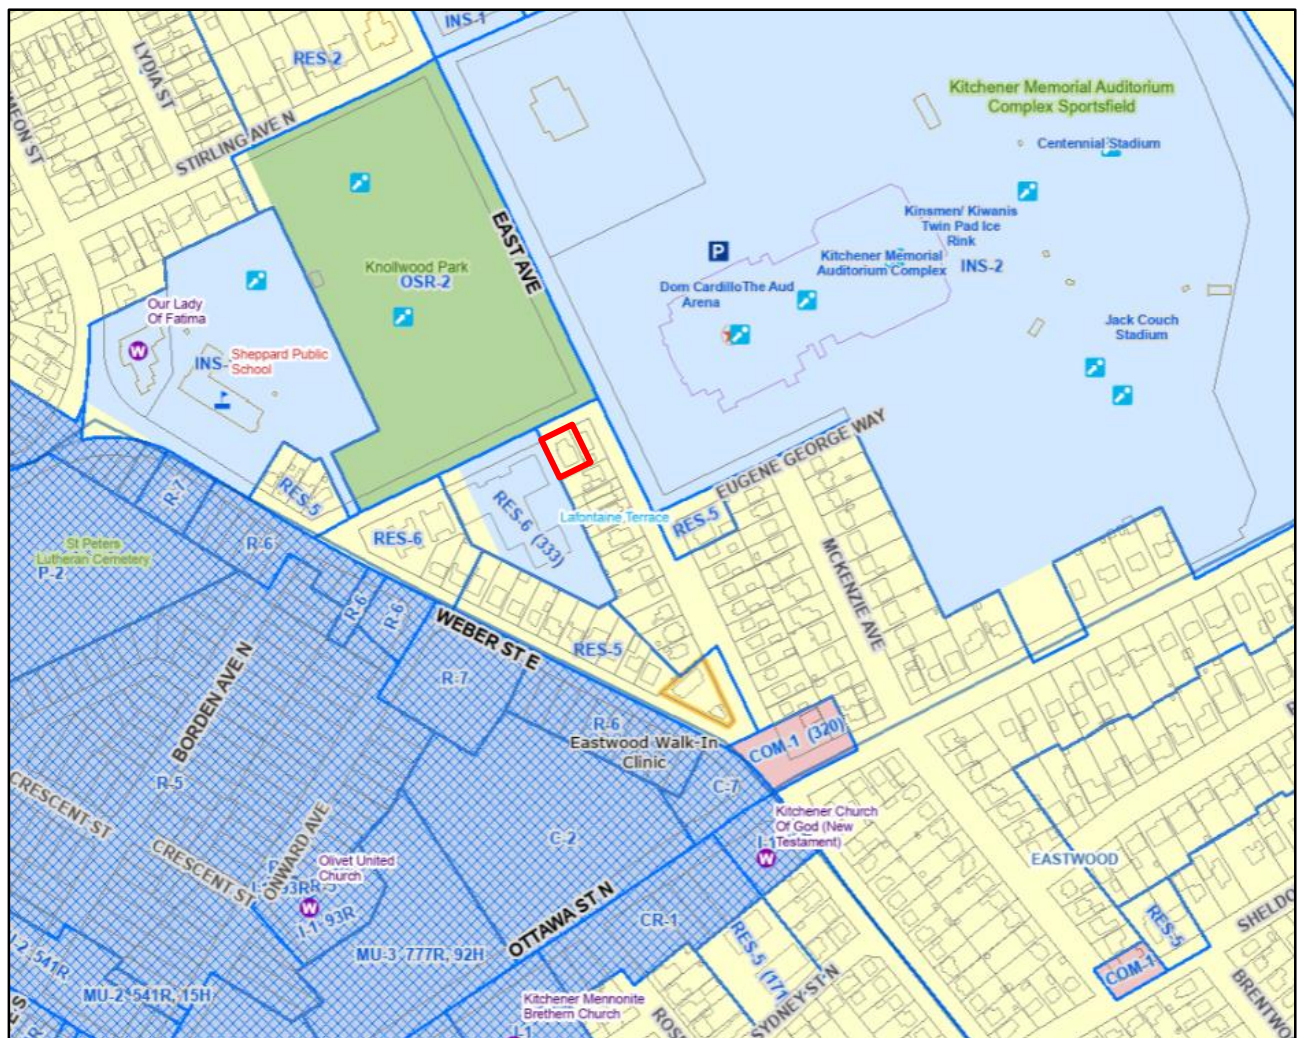 INS-1
LYDIA ST
RES-2
STIRLING AVE N
Kitchener Memorial Auditorium
Complex Sportsfield
Centennial Stadium
EAST AVE
Kinsmen/ Kiwanis
Twin Pad Ice
Rink
P
Kitchener Memorial
Auditorium Complex
INS-2
Knollwood Park
OSR-2
Dom Cardillo
Arena
The Aud
Our Lady
Of Fatima
W
INS-
Sheppard Public
School
Jack Couch
Stadium
EUGENE GEORGE WAY
R-7
RES-5
RES-6 (333)
Lafontaine Terrace
RES-5
R-6
RES-6
St Peters
Lutheran Cemetery
P-2
MCKENZIE AVE
R-6
R-6
WEBER ST E
RES-5
BORDEN AVE N
R-7
R-6
Eastwood Walk-In
Clinic
COM-1 (320)
R-5
C-7
CRESCENT ST
ONWARD AVE
C-2
Kitchener Church
Of God (New
Testament)
W
CRESCENT ST
Olivet United
Church
W
EASTWOOD
I-1 93R
OTTAWA ST N
CR-1
RES-5
RES-5 (171
MU-3 777R, 92H
I-2 541R
MU-2 541R, 15H
COM-1
SYDNEY ST N
Kitchener Mennonite
Brethern Church